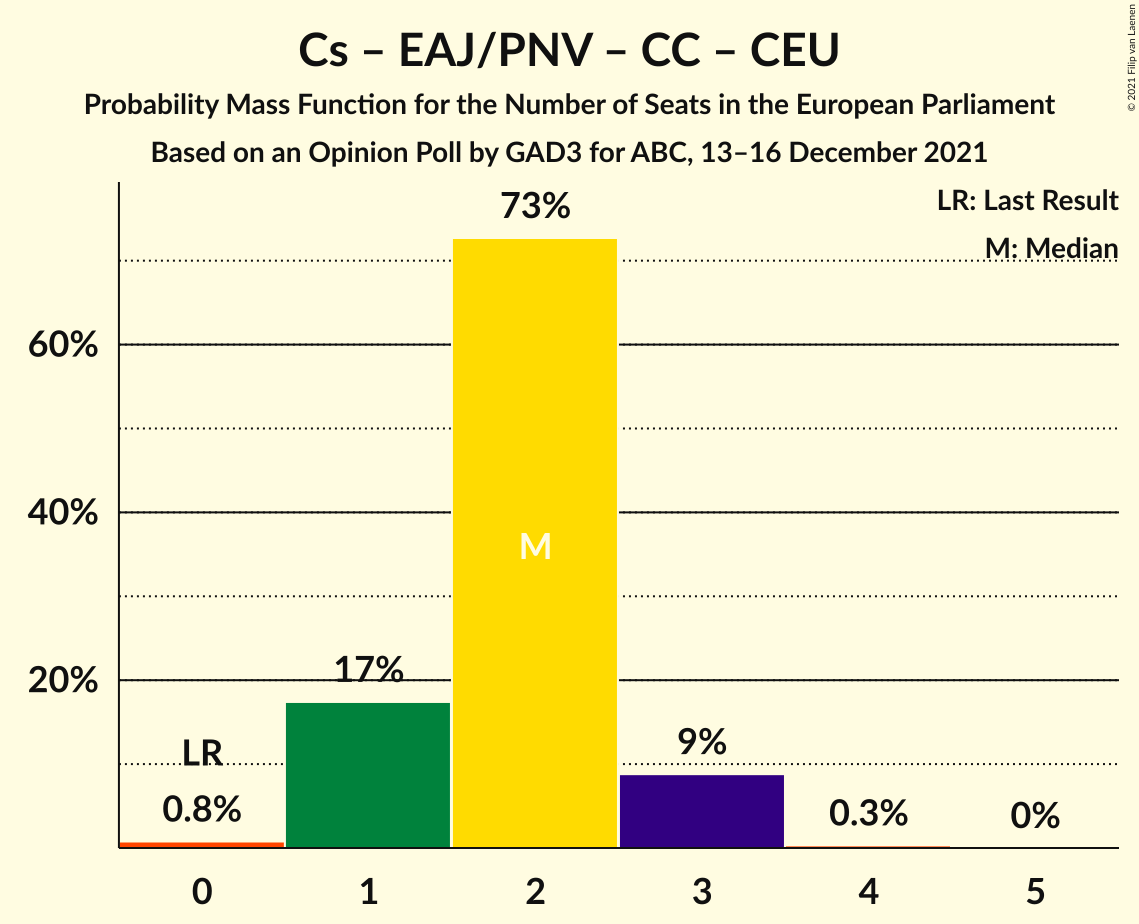 Cs – EAJ/PNV – CC – CEU
Probability Mass Function for the Number of Seats in the European Parliament
Based on an Opinion Poll by GAD3 for ABC, 13–16 December 2021
© 2021 Filip van Laenen
LR: Last Result
M: Median
73%
60%
40%
M
20%
17%
LR
9%
0.8%
0.3%
0%
0 1 2 3 4 5